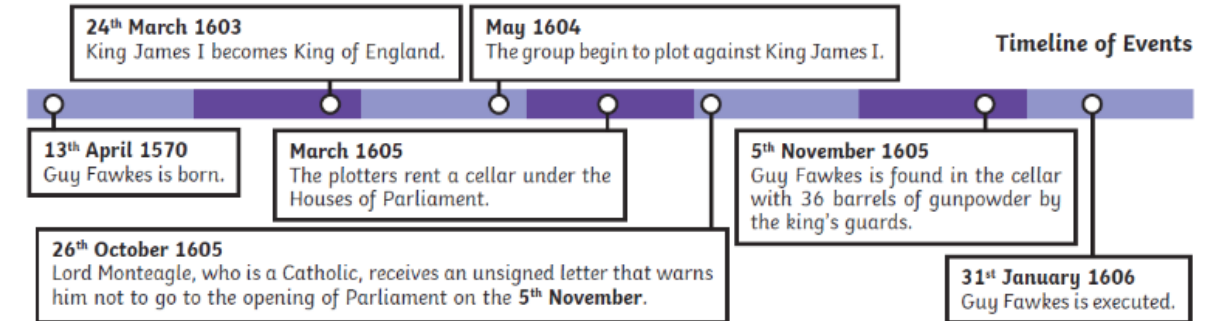 24th March 1603
King James I becomes King of England.
May 1604
The group begin to plot against King James I.
Timeline of Events
13th April 1570
Guy Fawkes is born.
March 1605
The plotters rent a cellar under the
Houses of Parliament.
5th November 1605
Guy Fawkes is found in the cellar
with 36 barrels of gunpowder by
the king's guards.
26th October 1605
Lord Monteagle, who is a Catholic, receives an unsigned letter that warns
him not to go to the opening of Parliament on the 5th November.
31st January 1606
Guy Fawkes is executed.